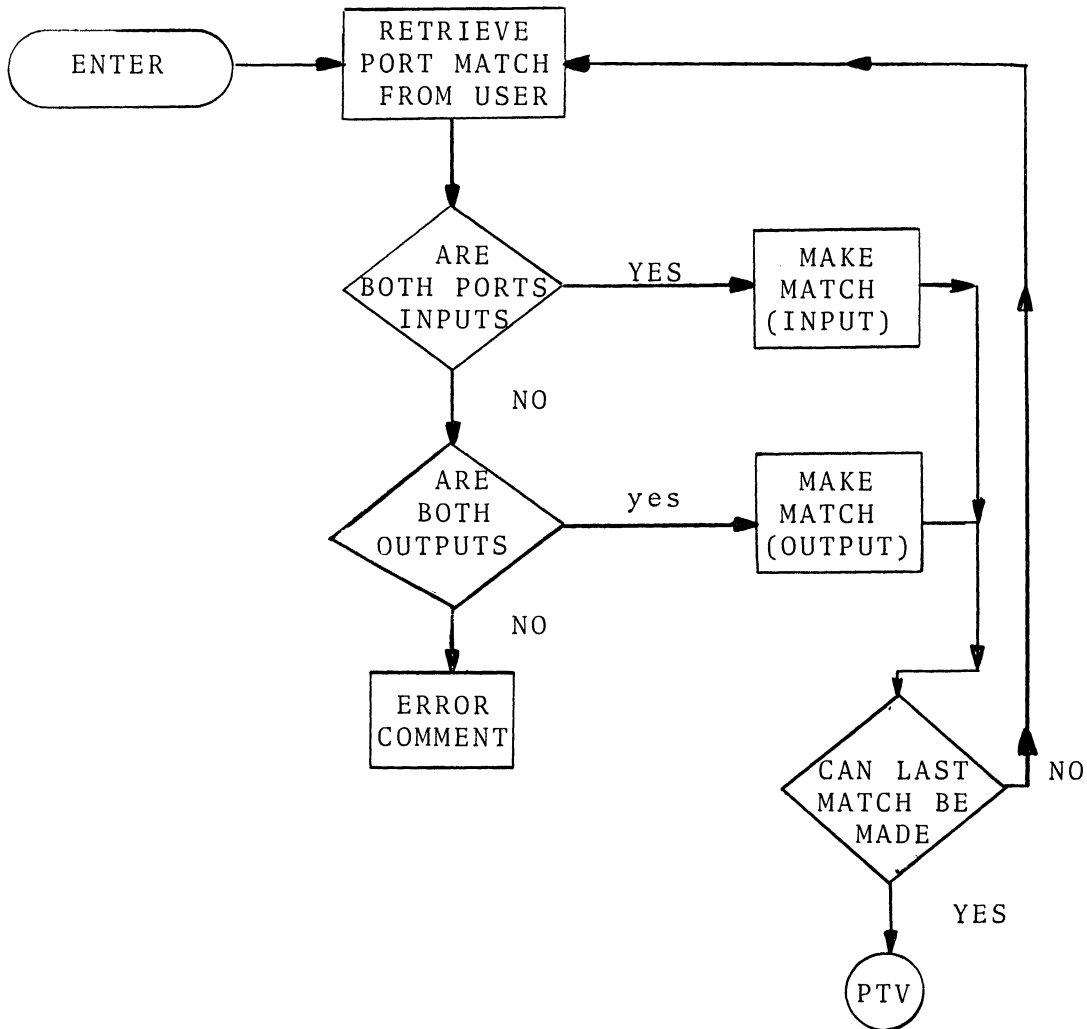 ENTER
RETRIEVE
PORT MATCH
FROM USER
ARE
BOTH PORTS
INPUTS
YES
MAKE
MATCH
(INPUT)
NO
ARE
BOTH
OUTPUTS
yes
MAKE
MATCH
(OUTPUT)
NO
ERROR
COMMENT
CAN LAST
MATCH BE
MADE
NO
YES
PTV